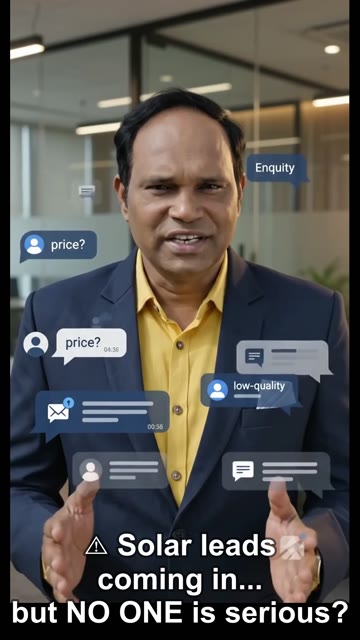 Enquity
price?
price?
04:36
low-quality
00:56
⚠ Solar leads
coming in...
but NO ONE is serious?